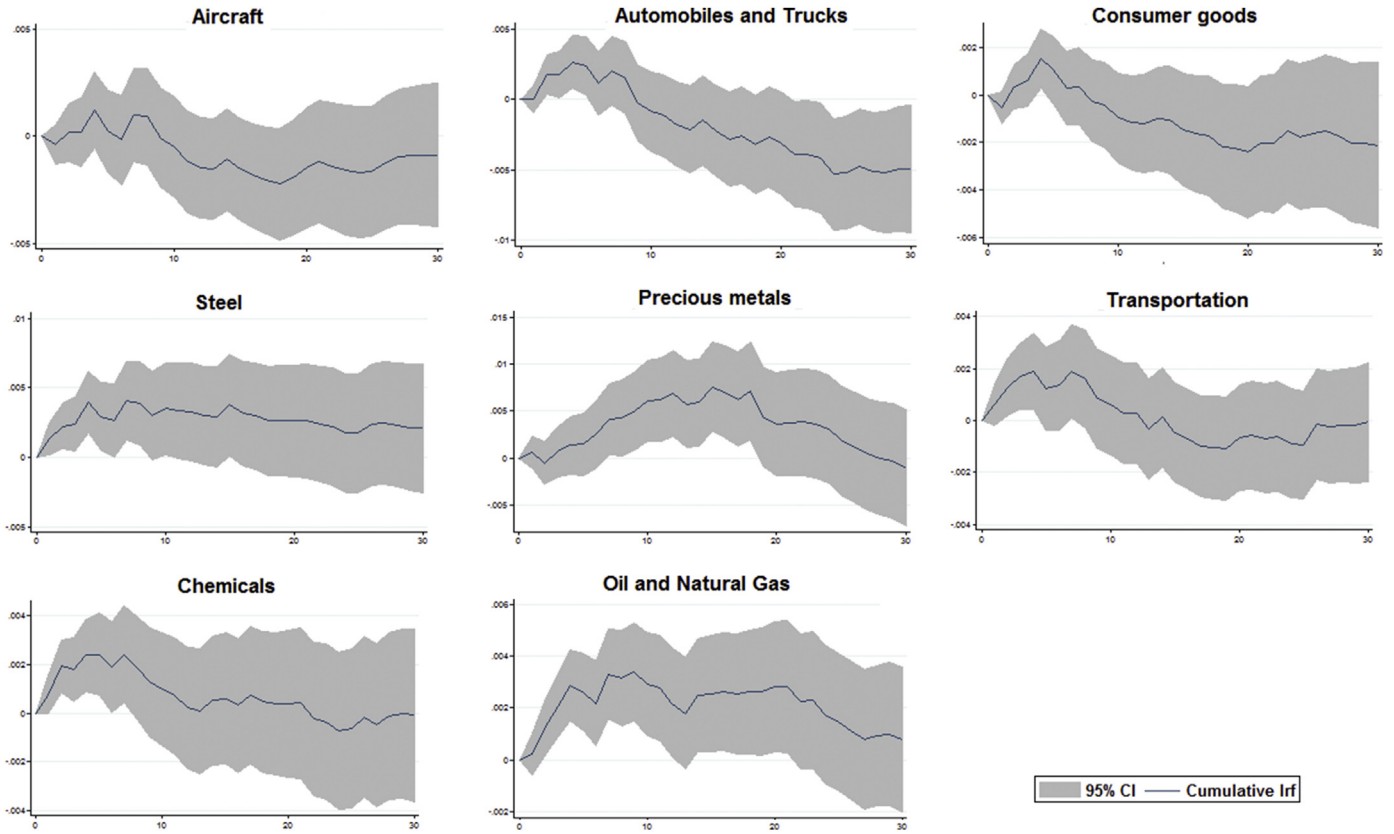 Aircraft
.005
0
-.005
0 10 20 30
Automobiles and Trucks
.005
0
-.005
-.01
0 10 20 30
Consumer goods
.002
0
-.002
-.004
-.006
0 10 20 30
Steel
.01
.005
0
-.005
0 10 20 30
Precious metals
.015
.01
.005
0
-.005
0 10 20 30
Transportation
.004
.002
0
-.002
-.004
0 10 20 30
Chemicals
.004
.002
0
-.002
-.004
0 10 20 30
Oil and Natural Gas
.006
.004
.002
0
-.002
0 10 20 30
95% CI Cumulative Irf